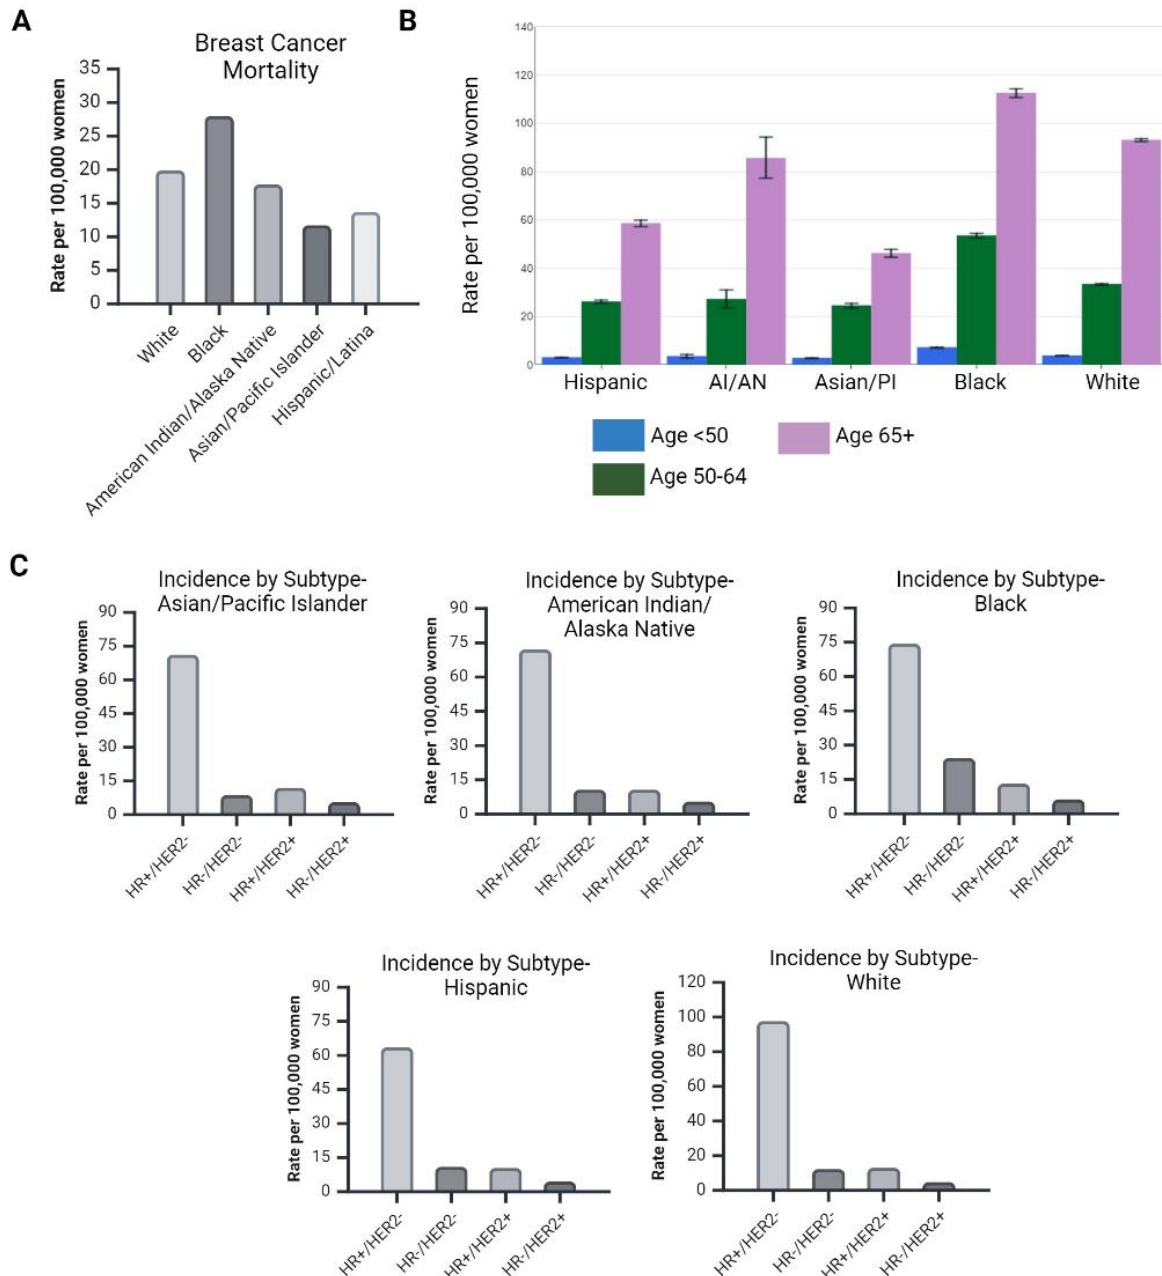 A
Breast Cancer
Mortality
Rate per 100,000 women
35
30
25
20
15
10
5
0
White
Black
American Indian/Alaska Native
Asian/Pacific Islander
Hispanic/Latina
B
Rate per 100,000 women
140
120
100
80
60
40
20
0
Hispanic
AI/AN
Asian/PI
Black
White
Age <50
Age 65+
Age 50-64
C
Incidence by Subtype-
Asian/Pacific Islander
Rate per 100,000 women
90
75
60
45
30
15
0
HR+/HER2-
HR-/HER2-
HR+/HER2+
HR-/HER2+
Incidence by Subtype-
American Indian/
Alaska Native
Rate per 100,000 women
90
75
60
45
30
15
0
HR+/HER2-
HR-/HER2-
HR+/HER2+
HR-/HER2+
Incidence by Subtype-
Black
Rate per 100,000 women
90
75
60
45
30
15
0
HR+/HER2-
HR-/HER2-
HR+/HER2+
HR-/HER2+
Incidence by Subtype-
Hispanic
Rate per 100,000 women
90
75
60
45
30
15
0
HR+/HER2-
HR-/HER2-
HR+/HER2+
HR-/HER2+
Incidence by Subtype-
White
Rate per 100,000 women
120
100
80
60
40
20
0
HR+/HER2-
HR-/HER2-
HR+/HER2+
HR-/HER2+